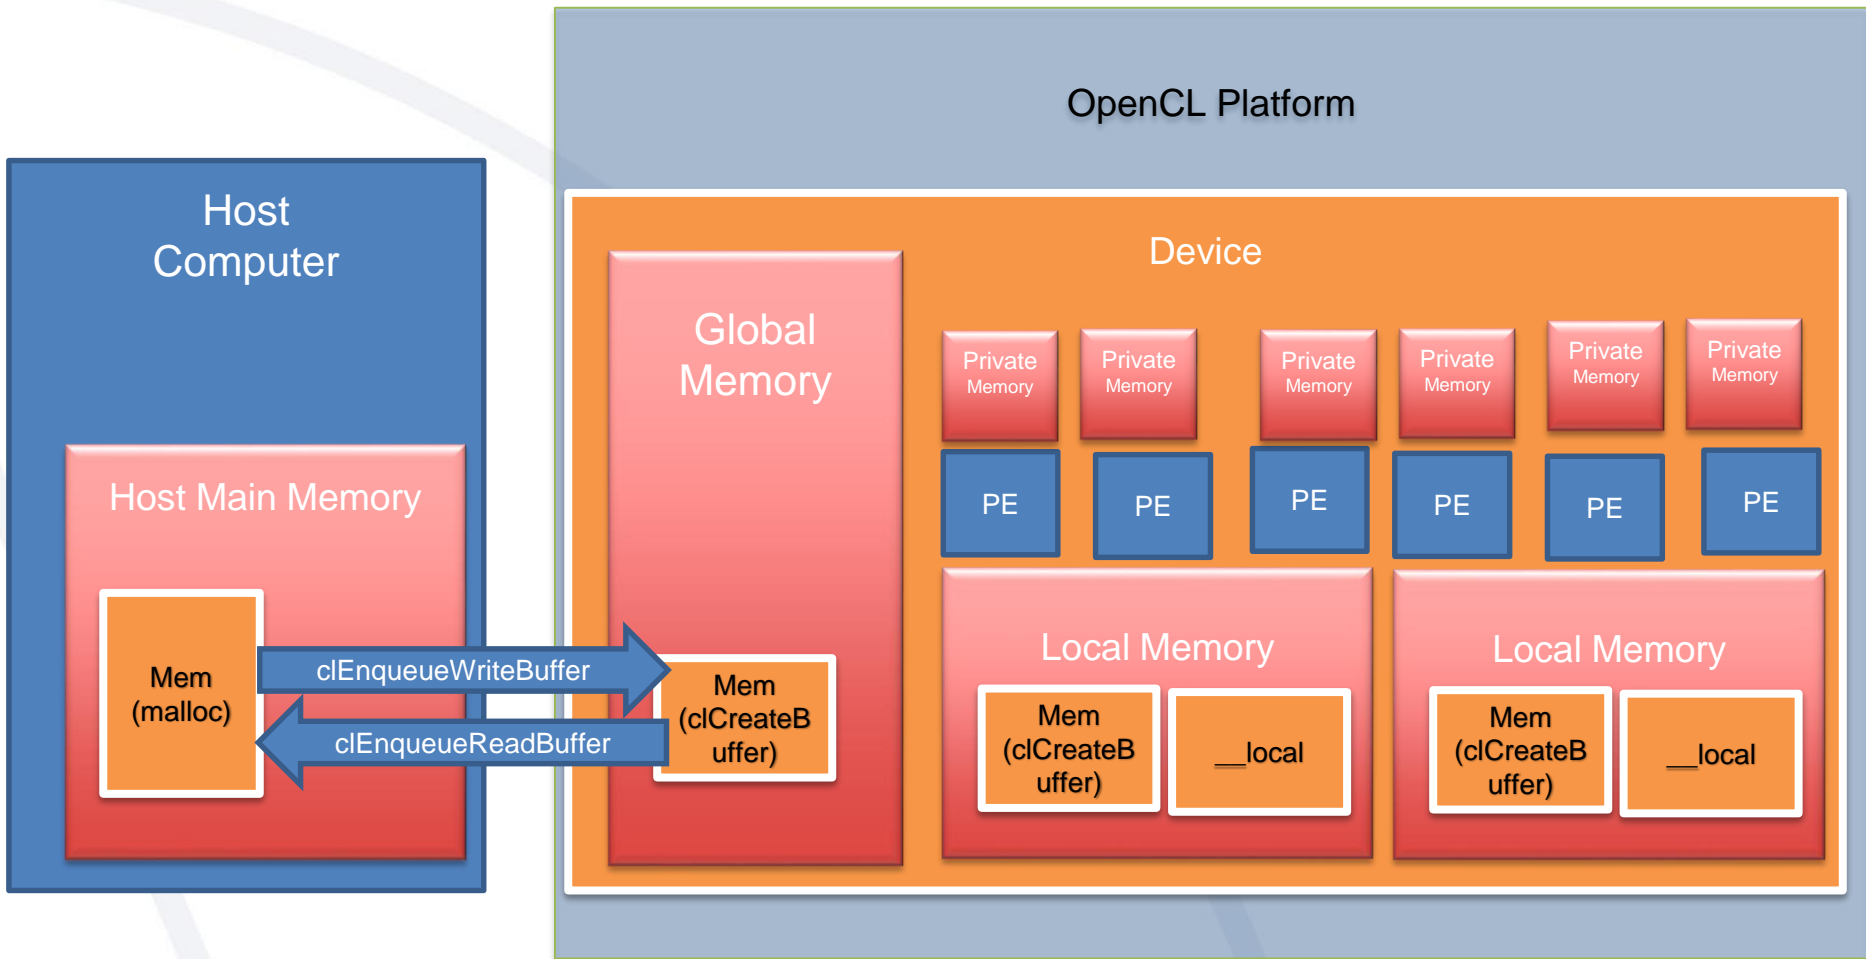 OpenCL Platform
Host
Computer
Device
Global
Memory
Private
Memory
Private
Memory
Private
Memory
Private
Memory
Private
Memory
Private
Memory
Host Main Memory
PE
PE
PE
PE
PE
PE
Mem
(malloc)
clEnqueueWriteBuffer
clEnqueueReadBuffer
Mem
(clCreateB
uffer)
Local Memory
Mem
(clCreateB
uffer)
__local
Local Memory
Mem
(clCreateB
uffer)
__local